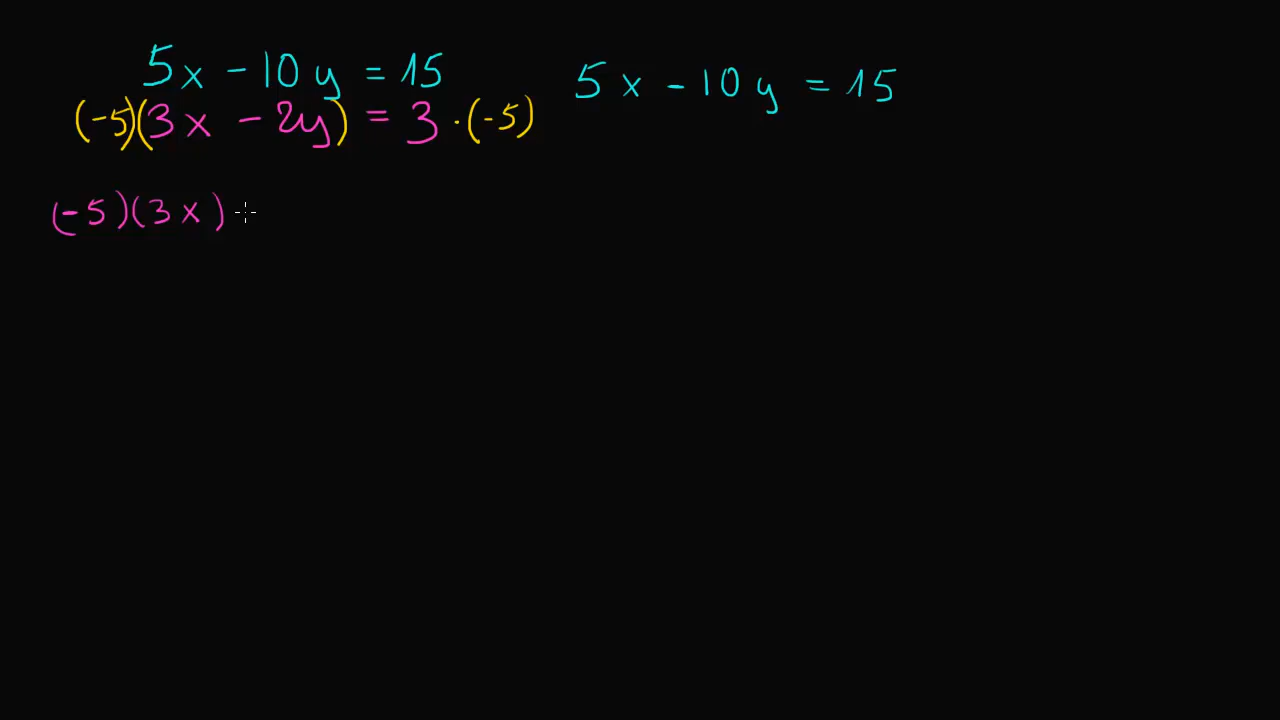 5x - 10y = 15
(-5)(3x - 2y) = 3 · (-5)
5x - 10y = 15
(-5)(3x)